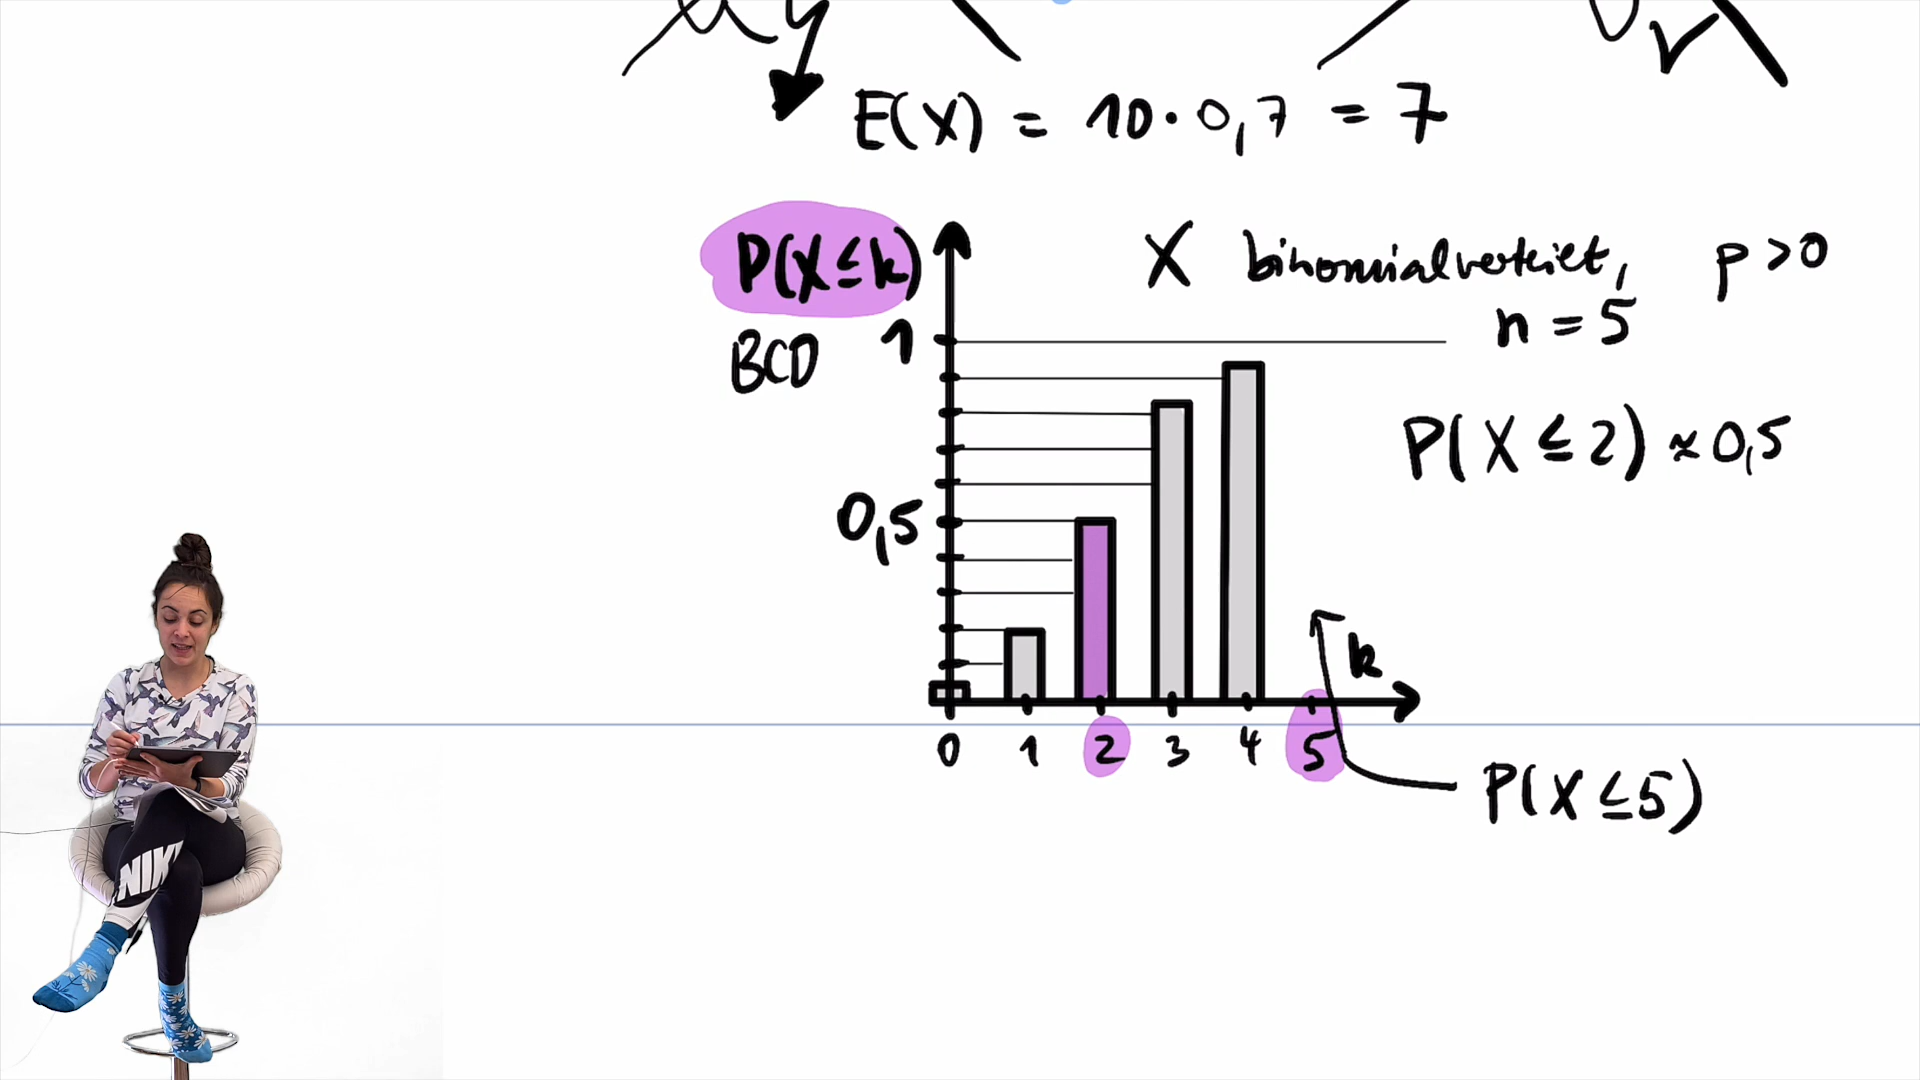 E(X) = 10·0,7 = 7
P(X≤k)
X binomialverteilt, p>0
n=5
BCD
1
P(X≤2)≈0,5
0,5
k
0 1 2 3 4 5
P(X≤5)
NIK